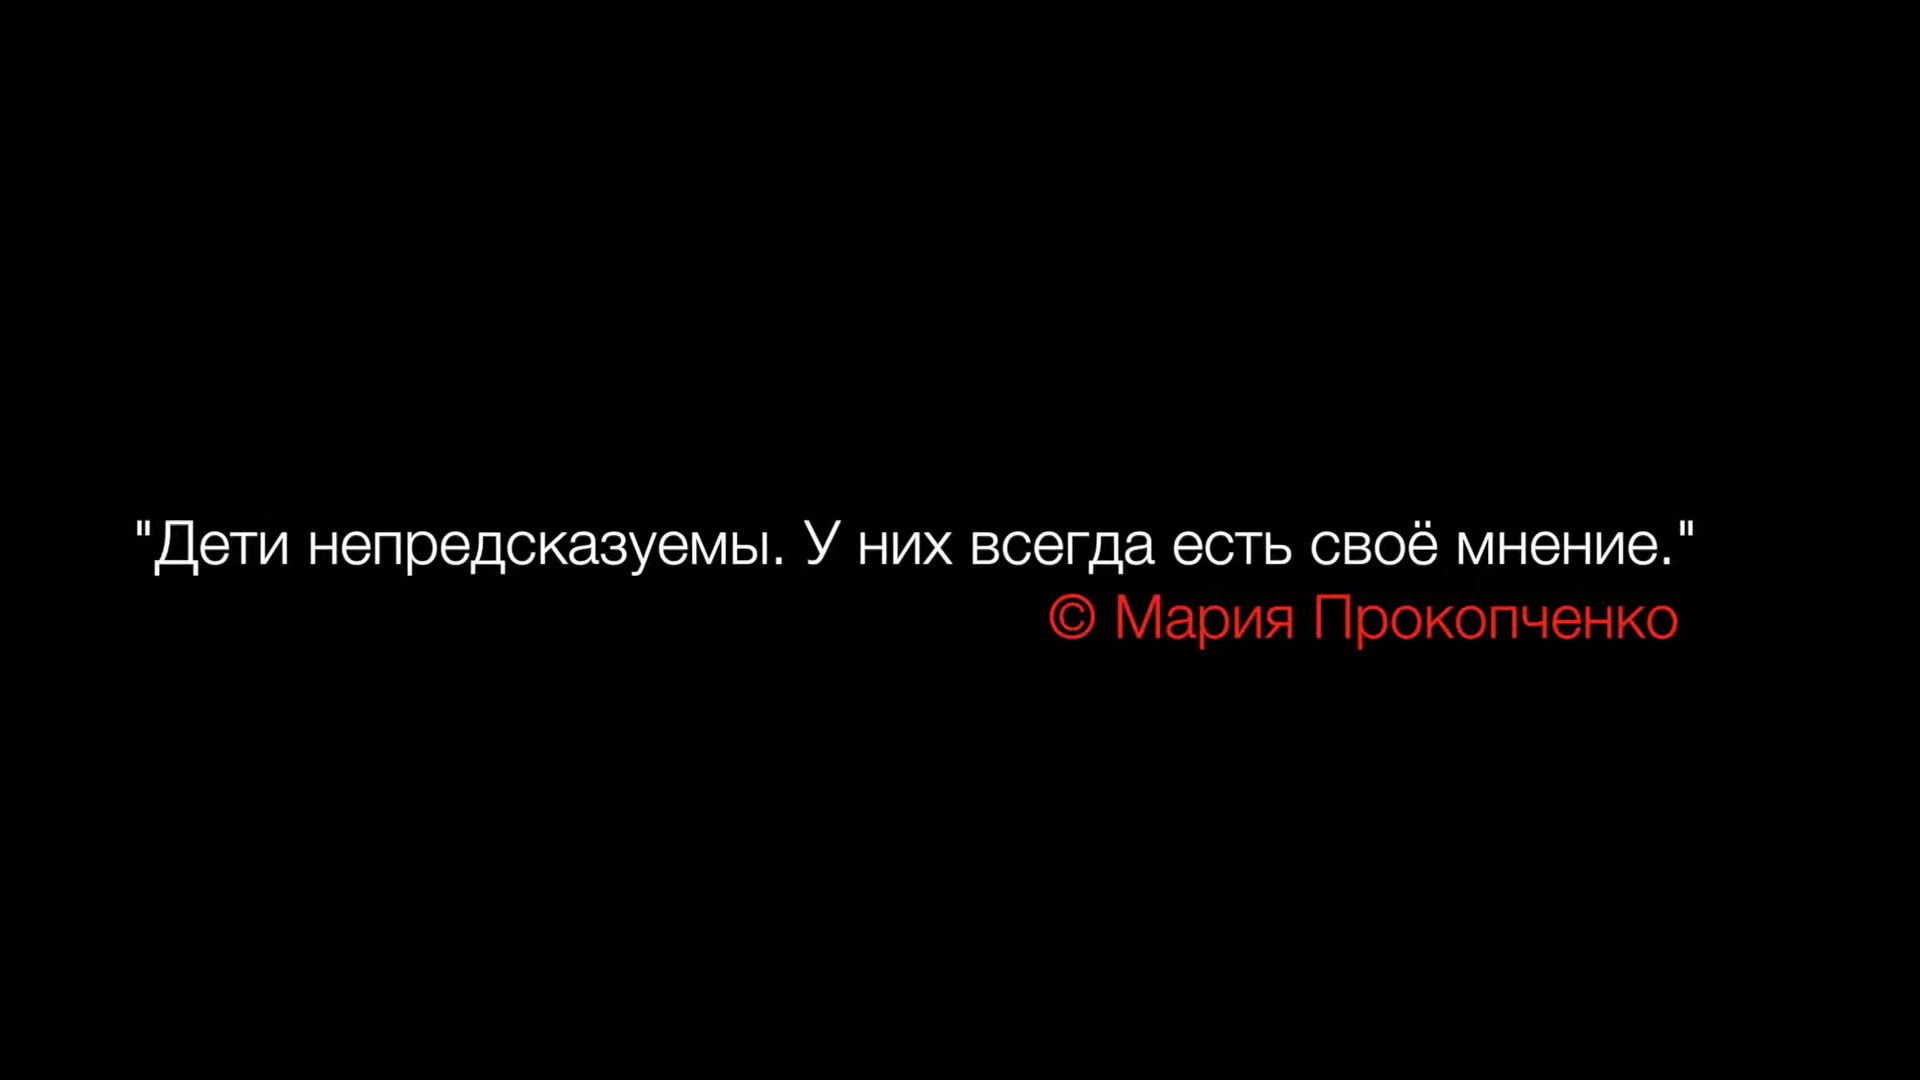 "Дети непредсказуемы. У них всегда есть своё мнение."
© Мария Прокопченко